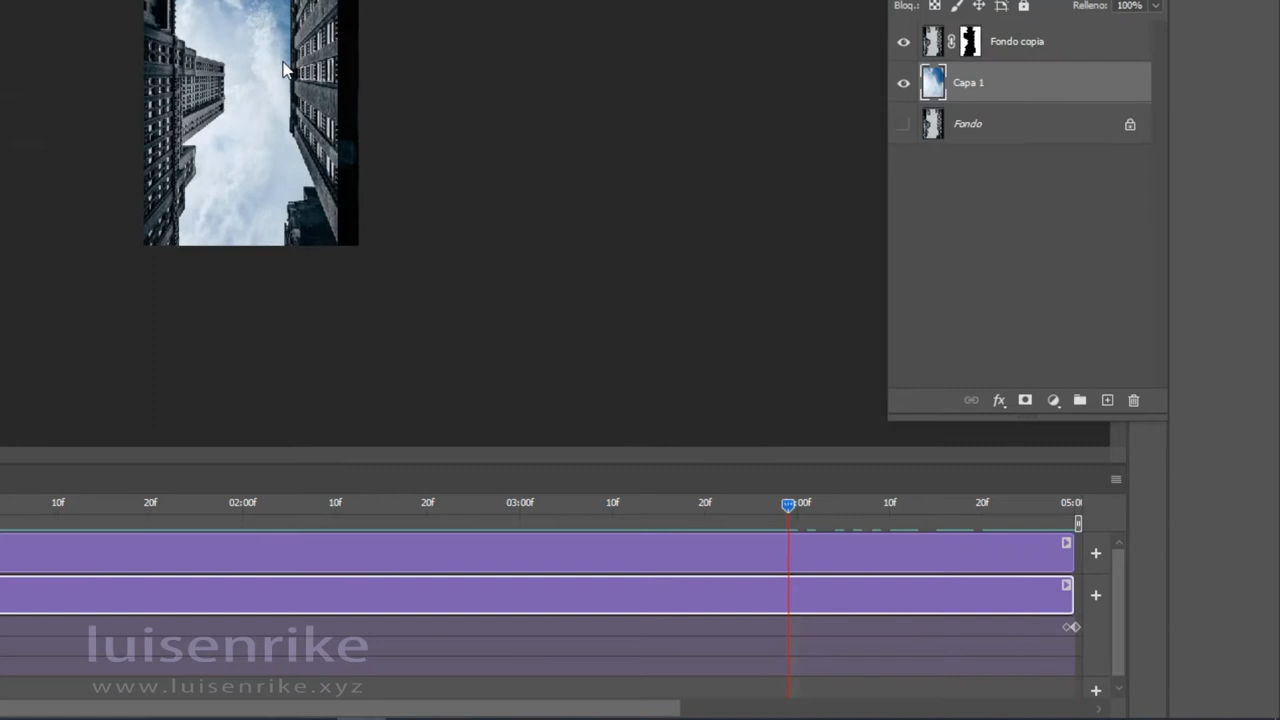 Bloq.:
Relleno: 100%
Fondo copia
Capa 1
Fondo
fx
10f 20f 02:00f 10f 20f 03:00f 10f 20f :00f 10f 20f 05:0
luisenrike
www.luisenrike.xyz